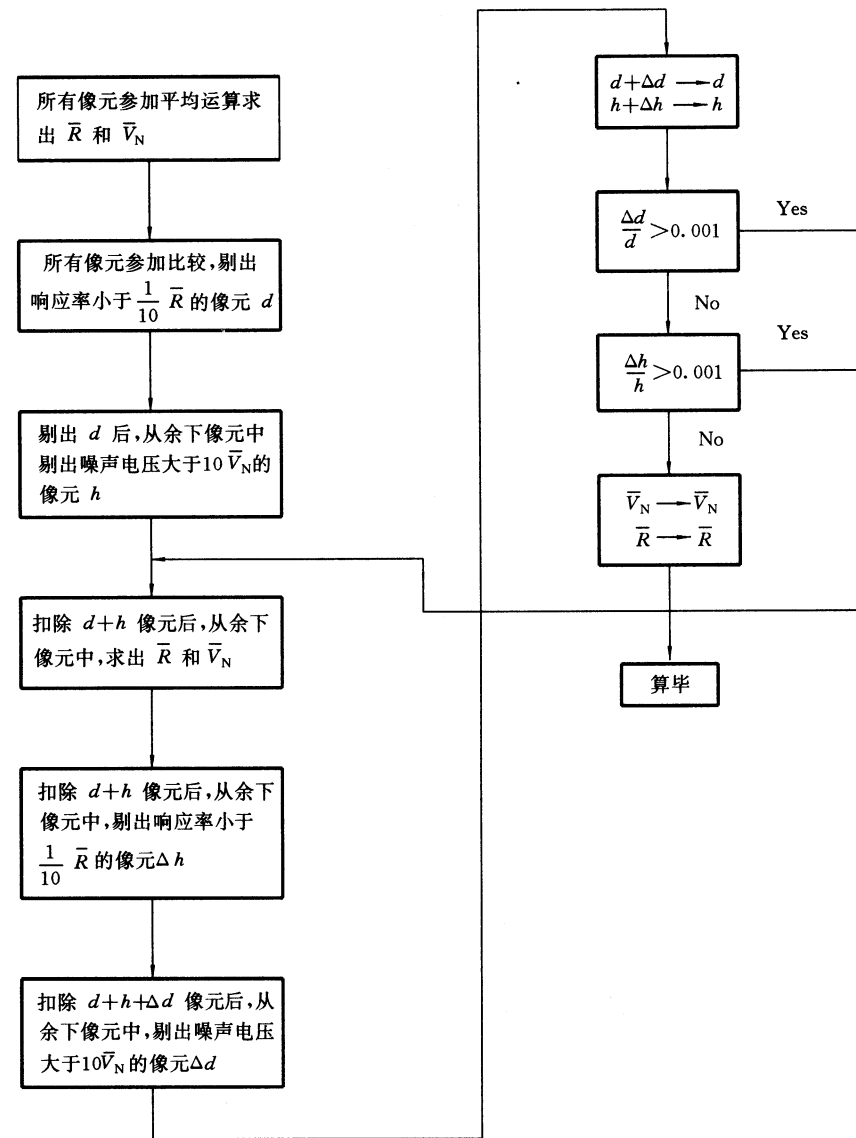 所有像元参加平均运算求
出 R̅ 和 V̅N
所有像元参加比较,剔出
响应率小于 1/10 R̅ 的像元 d
剔出 d 后,从余下像元中
剔出噪声电压大于10 V̅N的
像元 h
扣除 d+h 像元后,从余下
像元中,求出 R̅ 和 V̅N
扣除 d+h 像元后,从余下
像元中,剔出响应率小于
1/10 R̅ 的像元Δh
扣除 d+h+Δd 像元后,从
余下像元中,剔出噪声电压
大于10V̅N的像元Δd
d+Δd → d
h+Δh → h
Δd/d >0.001
Yes
No
Δh/h >0.001
Yes
No
V̅N → V̅N
R̅ → R̅
算毕